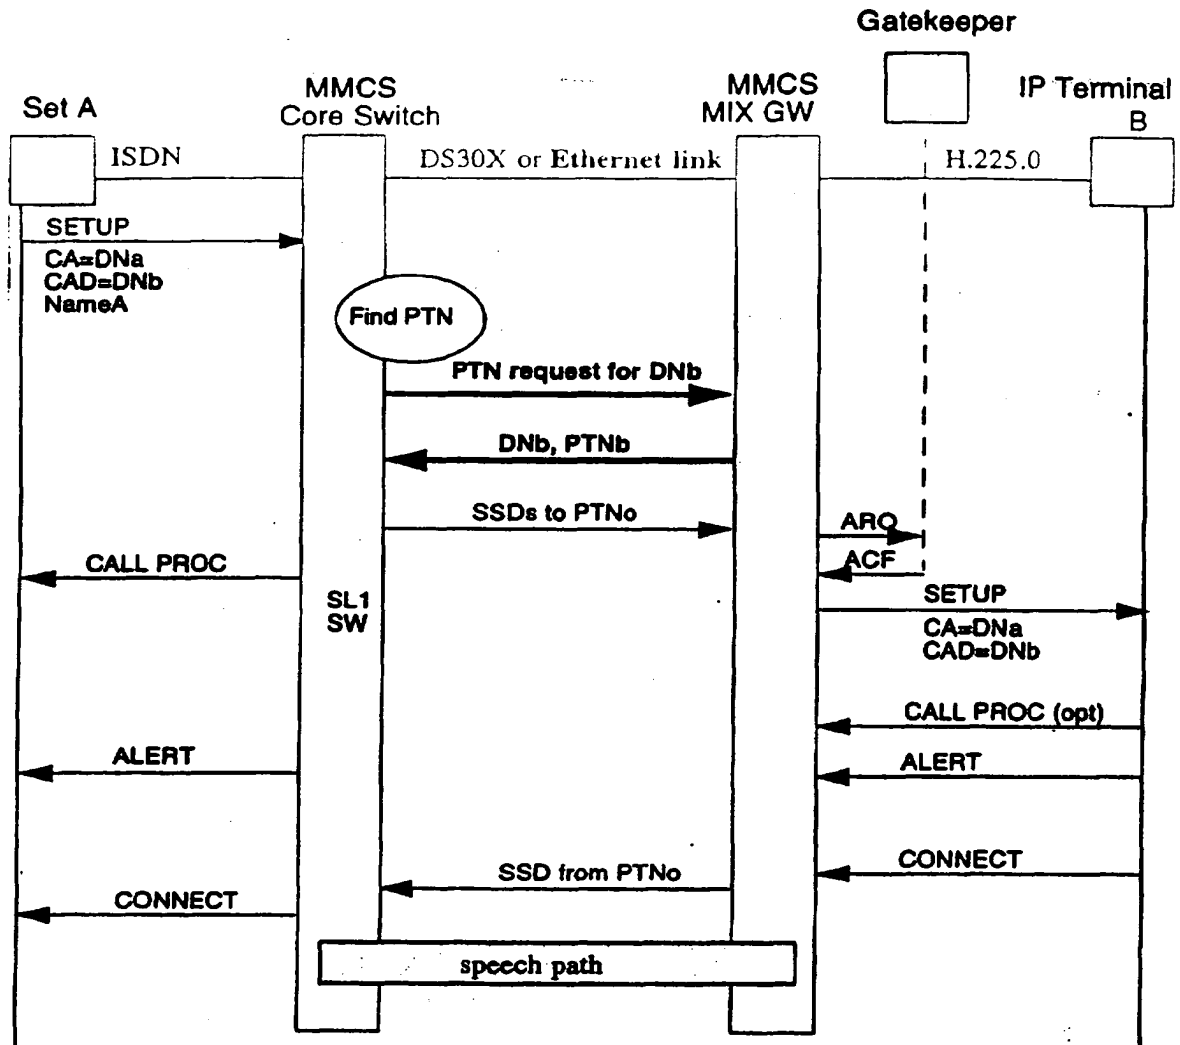 Gatekeeper
MMCS
Core Switch
MMCS
MIX GW
IP Terminal
B
Set A
ISDN
DS30X or Ethernet link
H.225.0
SETUP
CA=DNa
CAD=DNb
NameA
Find PTN
PTN request for DNb
DNb, PTNb
SSDs to PTNo
ARQ
ACF
CALL PROC
SL1
SW
SETUP
CA=DNa
CAD=DNb
CALL PROC (opt)
ALERT
ALERT
CONNECT
SSD from PTNo
CONNECT
speech path